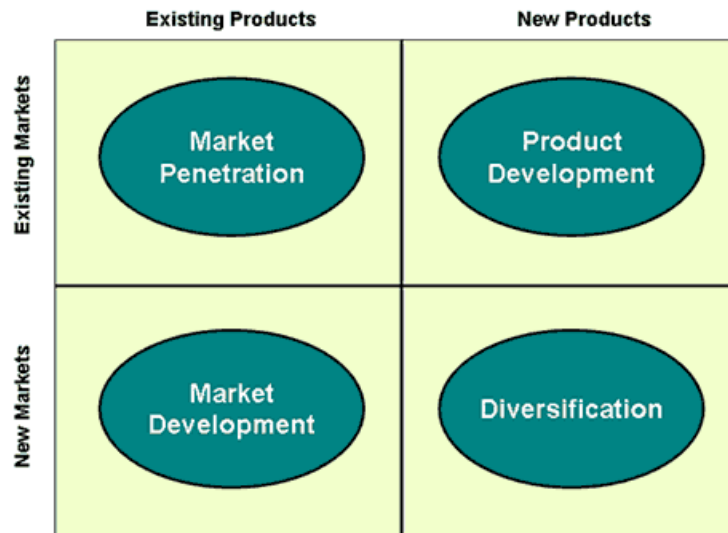 Existing Products
New Products
Existing Markets
Market
Penetration
Product
Development
New Markets
Market
Development
Diversification